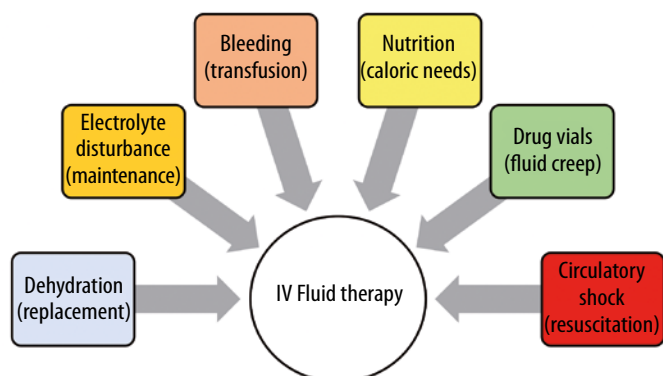 Bleeding
(transfusion)
Nutrition
(caloric needs)
Electrolyte
disturbance
(maintenance)
Drug vials
(fluid creep)
Dehydration
(replacement)
IV Fluid therapy
Circulatory
shock
(resuscitation)